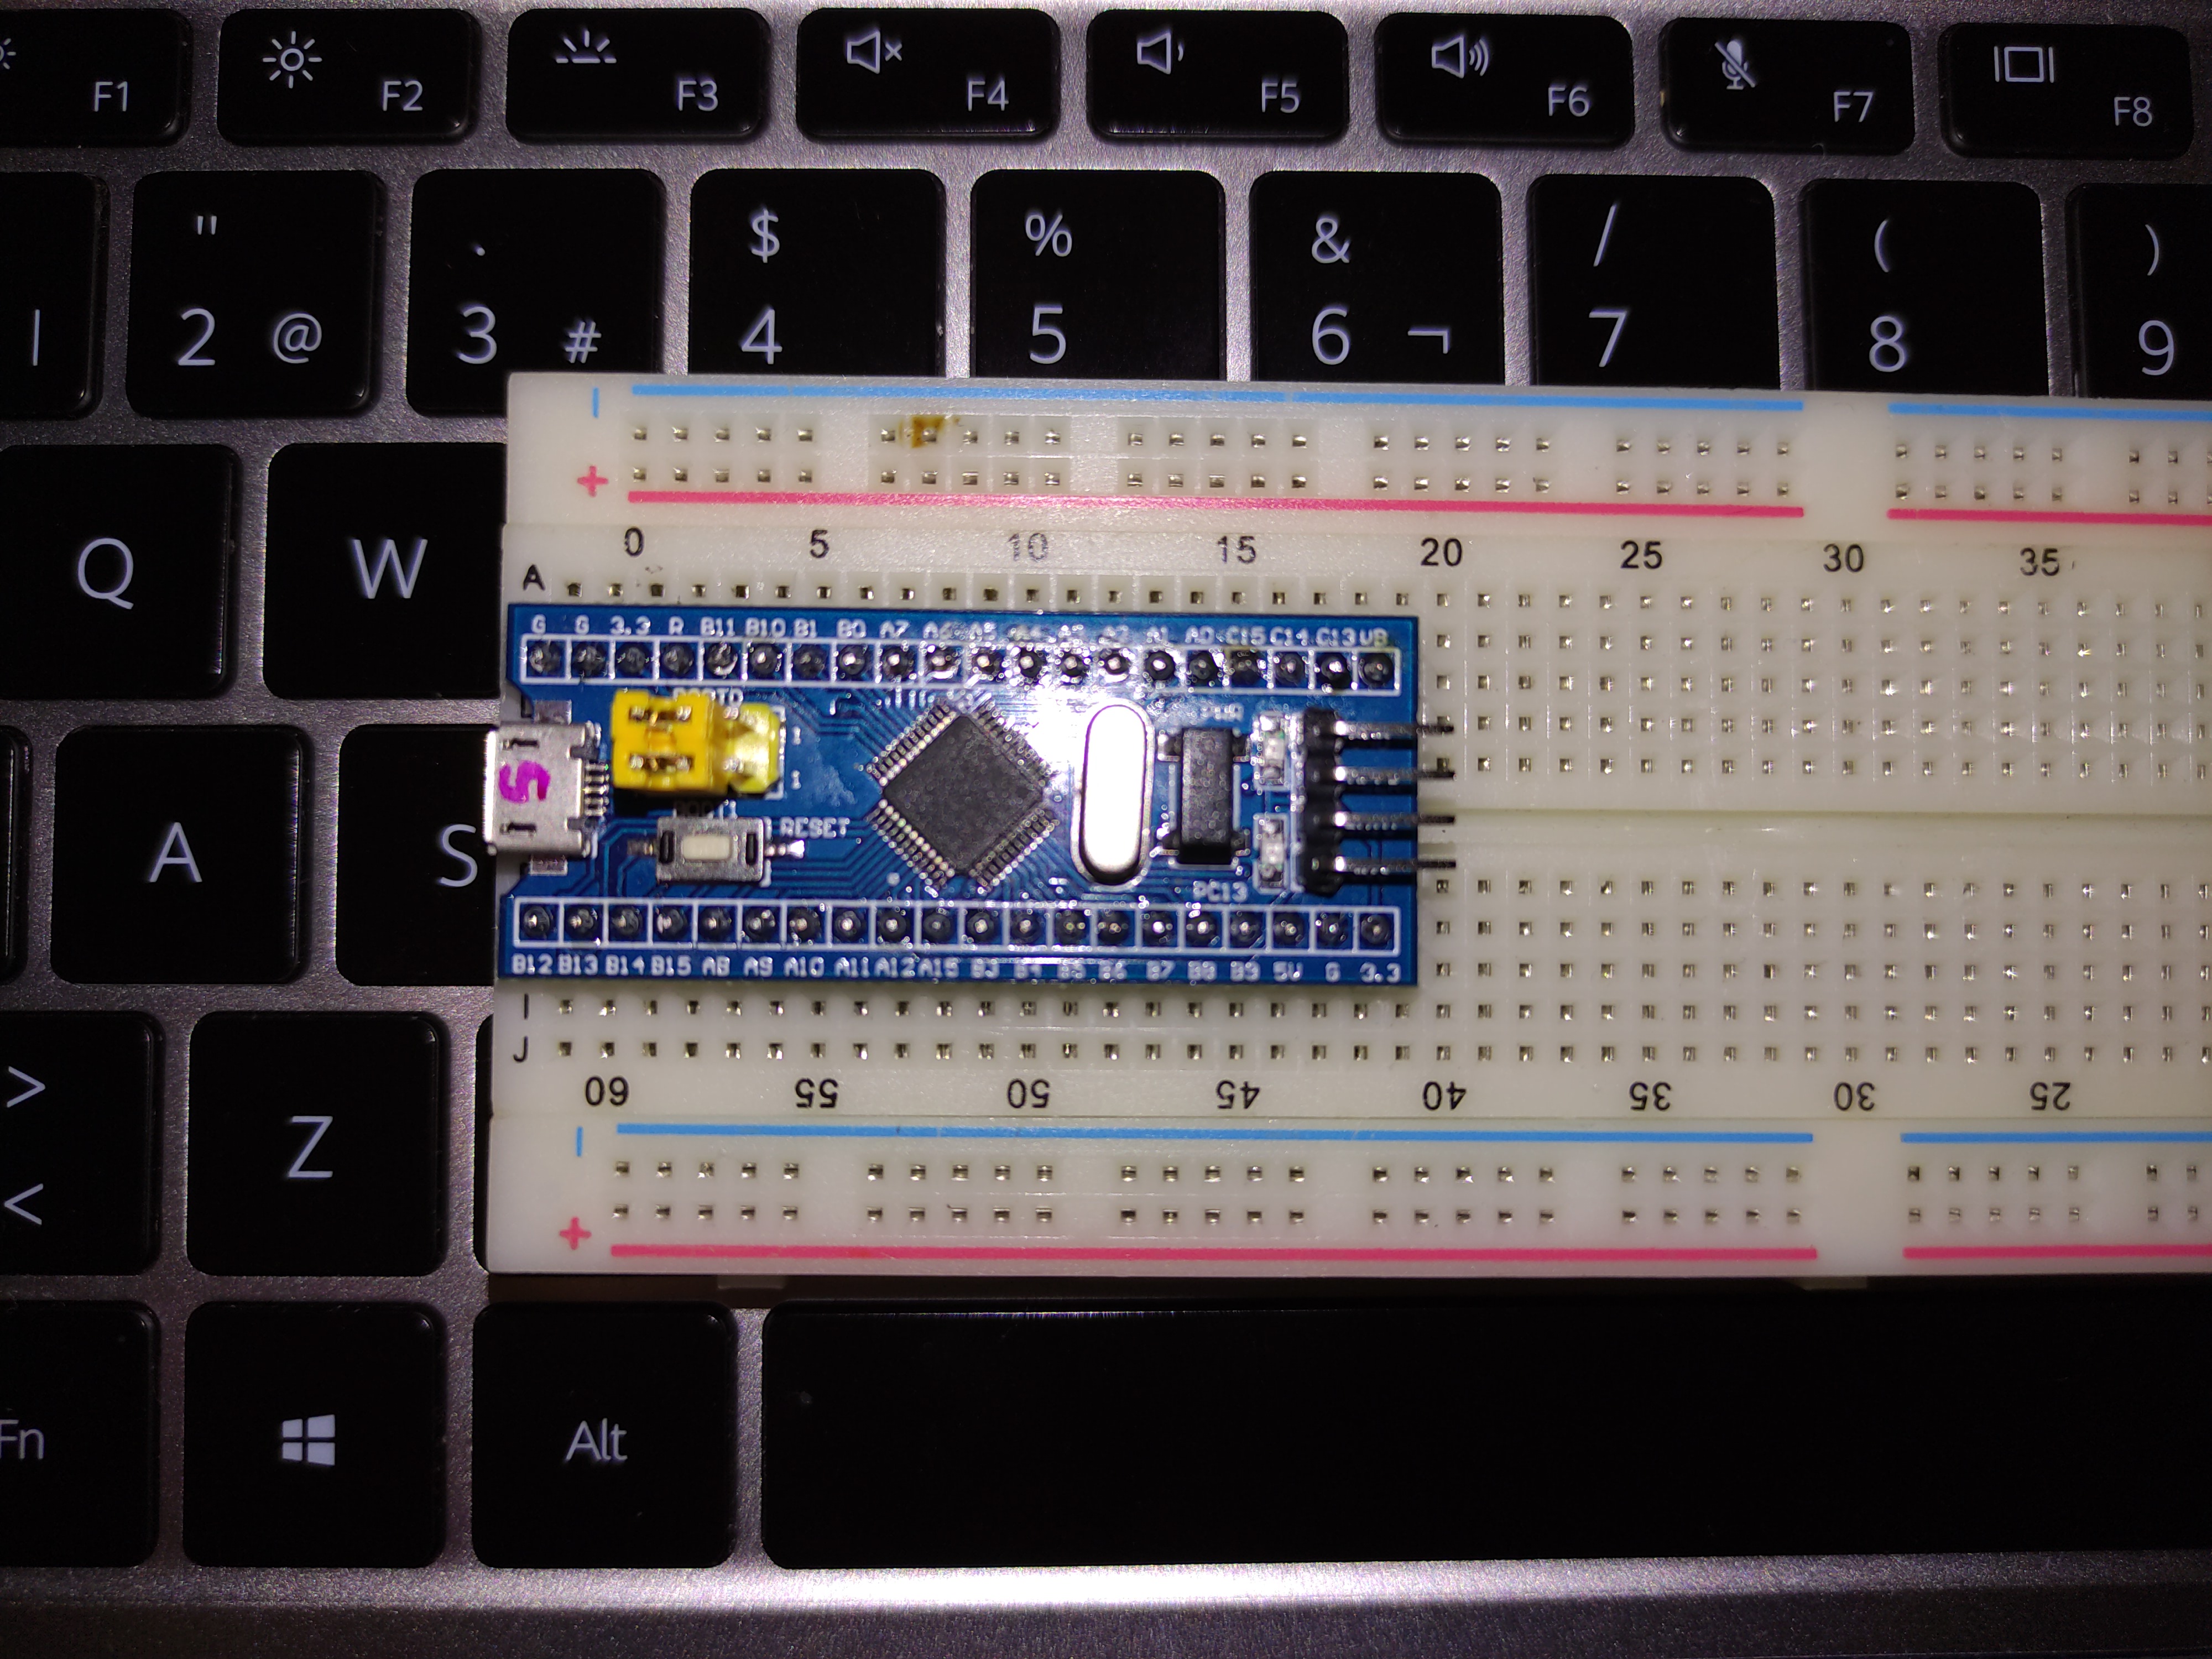 F1 F2 F3 F4 F5 F6 F7 F8
" · $ % & / ( )
| 2 @ 3 # 4 5 6 ¬ 7 8 9
Q W
- 
+
0 5 10 15 20 25 30 35
A
G G 3.3 R B11 B10 B1 B0 A7 A6 A5 A4 A3 A2 A1 A0 C15 C14 C13 VB
1
5
1
A S
RESET
PC13
B12 B13 B14 B15 A8 A9 A10 A11 A12 A15 B3 B4 B5 B6 B7 B8 B9 5V G 3.3
I
J
60 55 50 45 40 35 30 25
> Z
<
-
+
Fn Alt